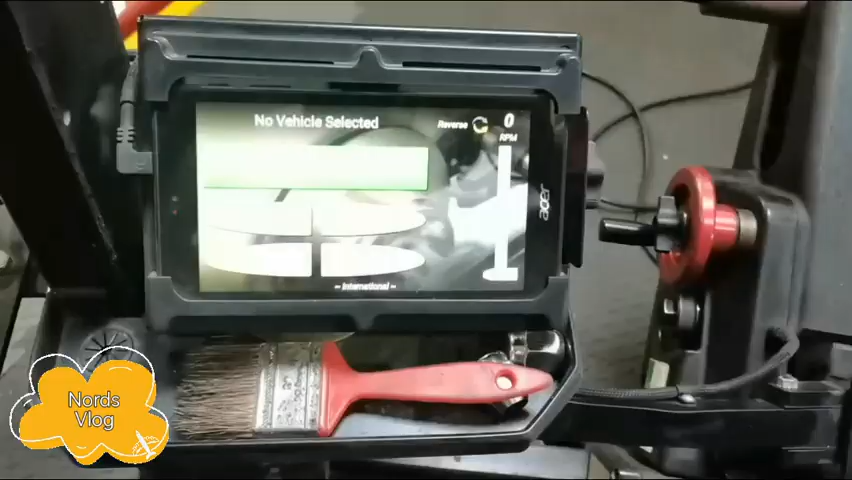 No Vehicle Selected
Reverse
0
RPM
acer
-- International --
Nords
Vlog